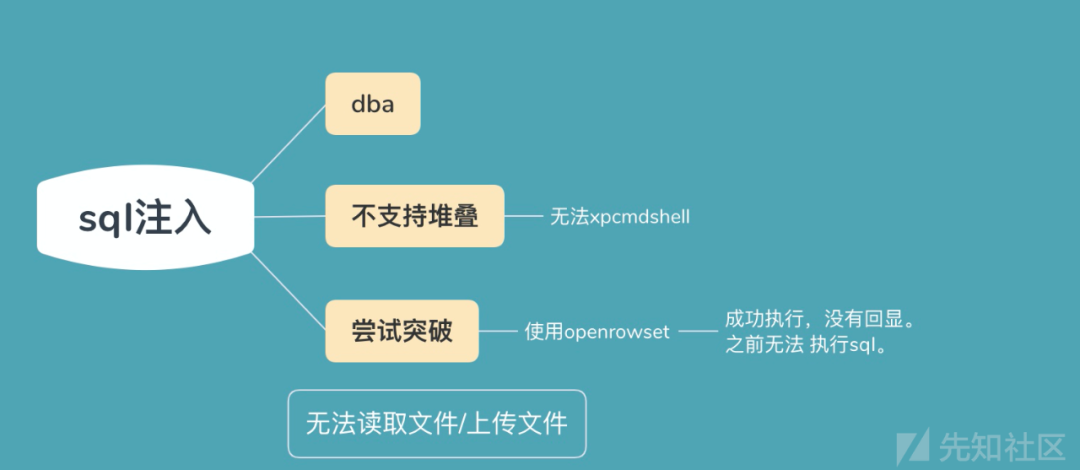 dba
sql注入
不支持堆叠
无法xpcmdshell
尝试突破
使用openrowset
成功执行，没有回显。
之前无法 执行sql。
无法读取文件/上传文件
先知社区